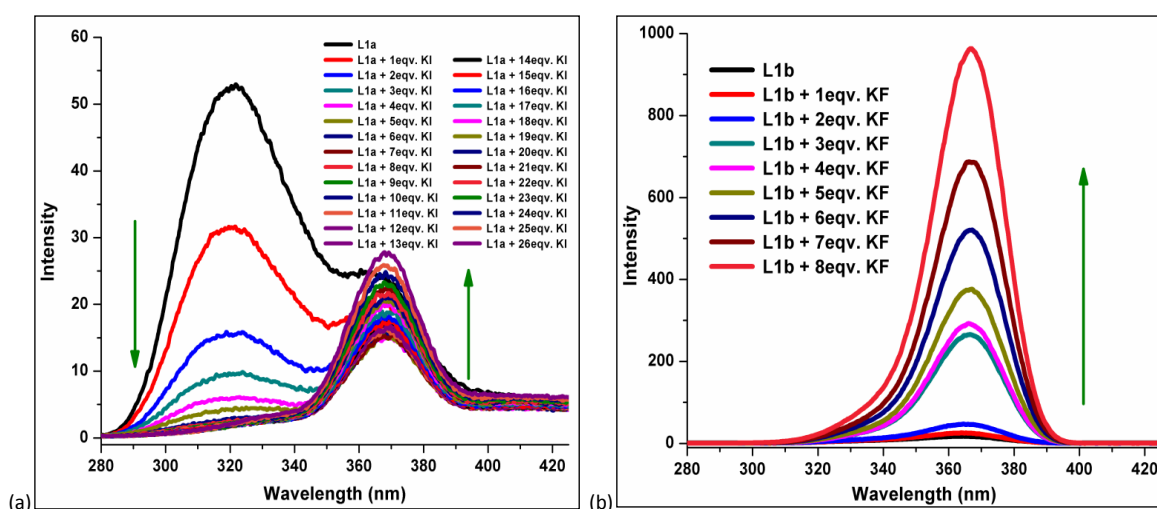 60
50
40
30
20
10
0
280 300 320 340 360 380 400 420
Intensity
Wavelength (nm)
L1a
L1a + 1eqv. KI
L1a + 2eqv. KI
L1a + 3eqv. KI
L1a + 4eqv. KI
L1a + 5eqv. KI
L1a + 6eqv. KI
L1a + 7eqv. KI
L1a + 8eqv. KI
L1a + 9eqv. KI
L1a + 10eqv. KI
L1a + 11eqv. KI
L1a + 12eqv. KI
L1a + 13eqv. KI
L1a + 14eqv. KI
L1a + 15eqv. KI
L1a + 16eqv. KI
L1a + 17eqv. KI
L1a + 18eqv. KI
L1a + 19eqv. KI
L1a + 20eqv. KI
L1a + 21eqv. KI
L1a + 22eqv. KI
L1a + 23eqv. KI
L1a + 24eqv. KI
L1a + 25eqv. KI
L1a + 26eqv. KI
(a)
1000
800
600
400
200
0
280 300 320 340 360 380 400 420
Intensity
Wavelength (nm)
L1b
L1b + 1eqv. KF
L1b + 2eqv. KF
L1b + 3eqv. KF
L1b + 4eqv. KF
L1b + 5eqv. KF
L1b + 6eqv. KF
L1b + 7eqv. KF
L1b + 8eqv. KF
(b)